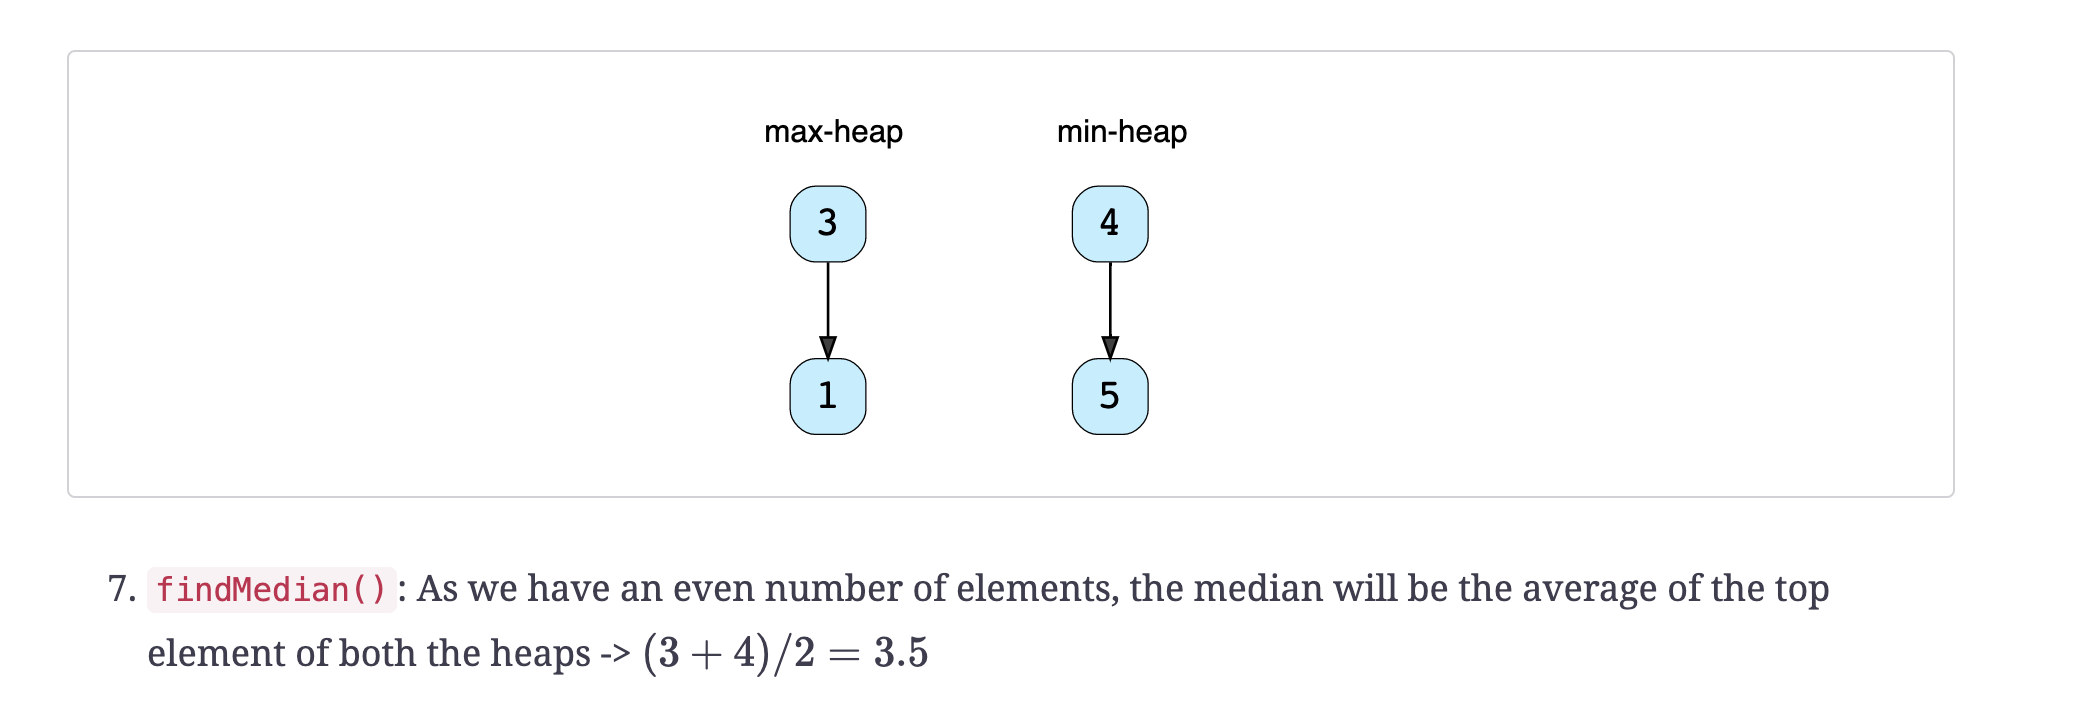 max-heap min-heap
3 4
1 5
7. findMedian(): As we have an even number of elements, the median will be the average of the top
element of both the heaps -> (3 + 4)/2 = 3.5